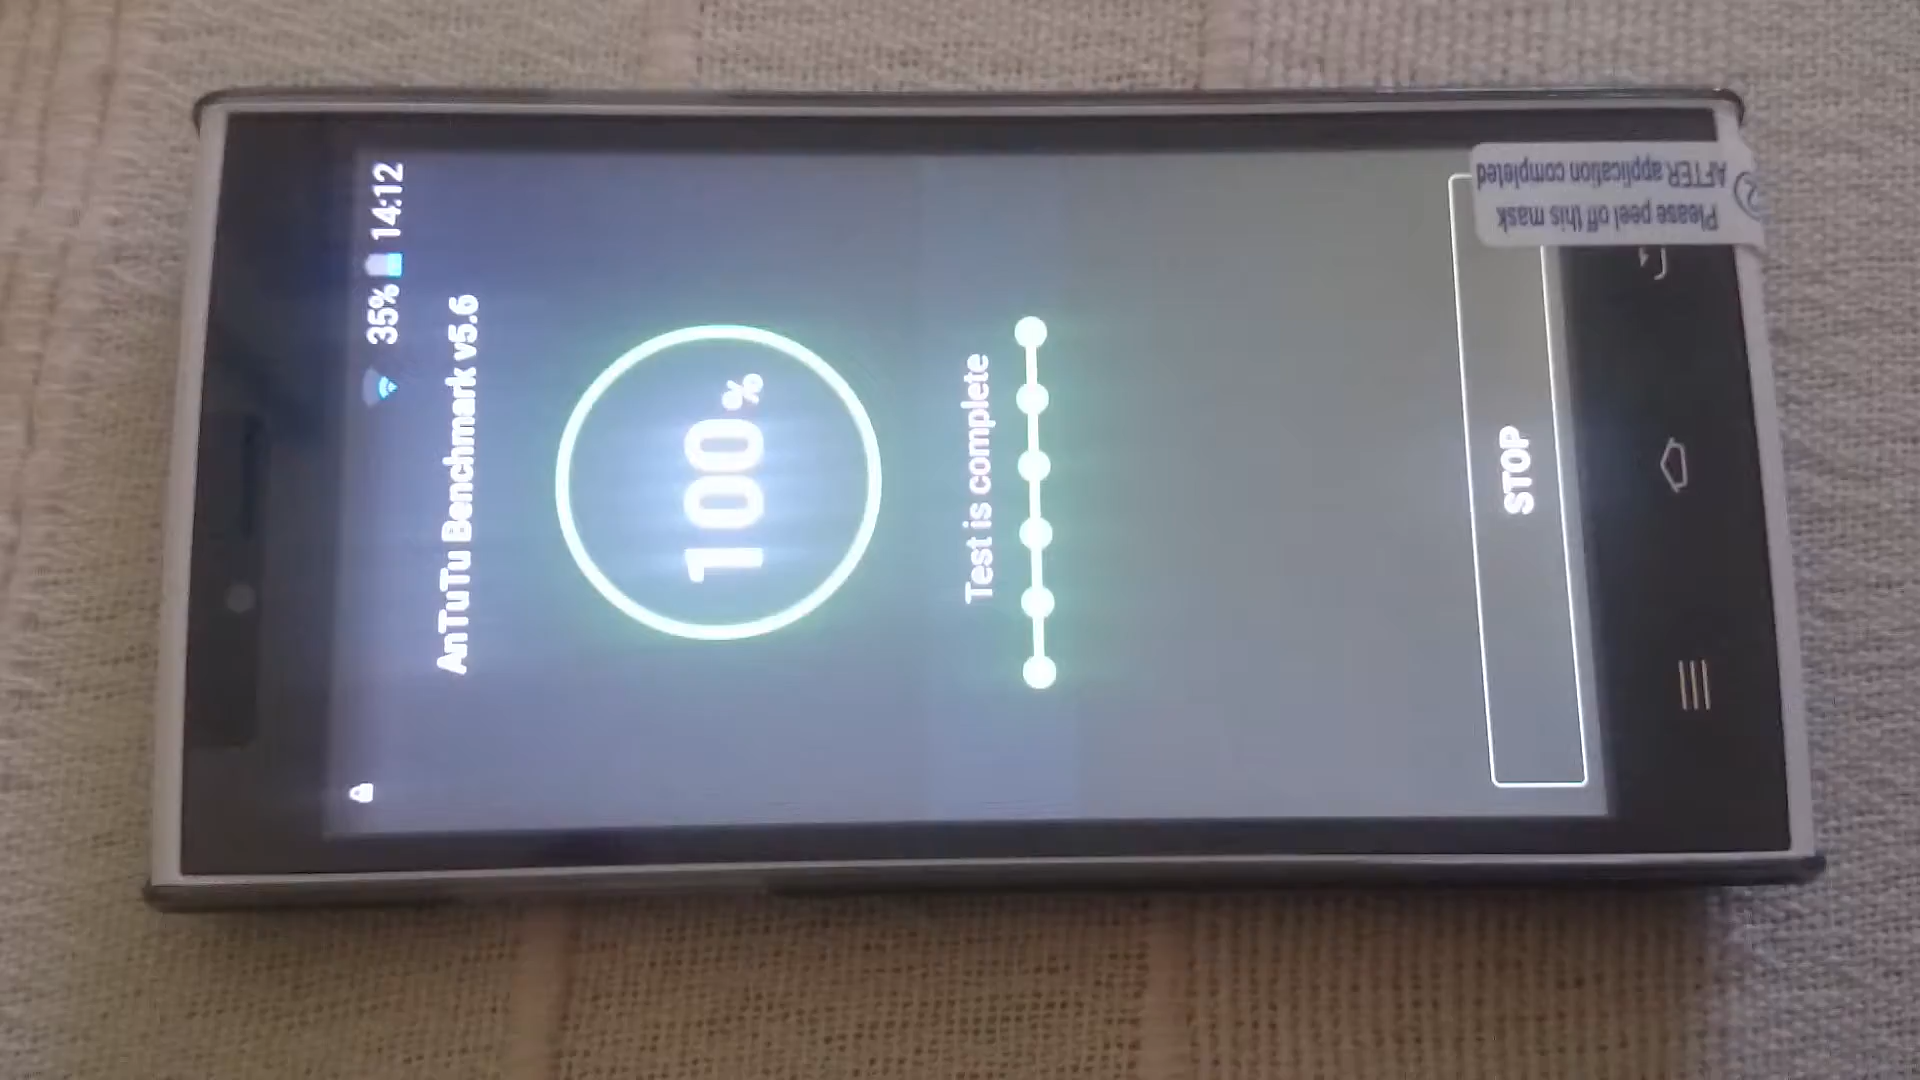 35% 14:12
AnTuTu Benchmark v5.6
100%
Test is complete
STOP
Please peel off this mask
AFTER application completed
2